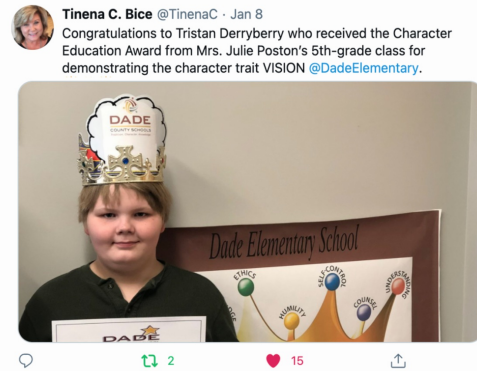 Tinena C. Bice @TinenaC · Jan 8
Congratulations to Tristan Derryberry who received the Character
Education Award from Mrs. Julie Poston's 5th-grade class for
demonstrating the character trait VISION @DadeElementary.
DADE
COUNTY SCHOOLS
Dade Elementary School
ETHICS
SELF-CONTROL
UNDERSTANDING
HUMILITY
COUNSEL
DADE
2
15